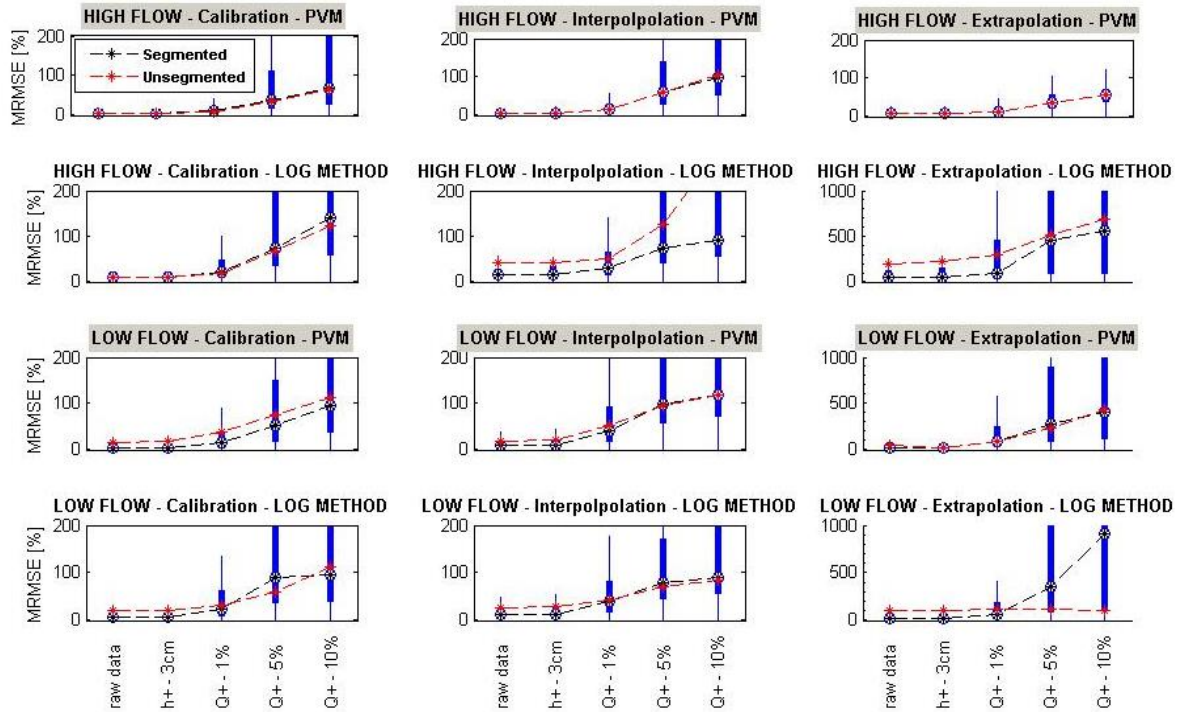 HIGH FLOW - Calibration - PVM
HIGH FLOW - Interpolpolation - PVM
HIGH FLOW - Extrapolation - PVM
MRMSE [%]
200
100
0
Segmented
Unsegmented
200
100
0
200
100
0
HIGH FLOW - Calibration - LOG METHOD
HIGH FLOW - Interpolpolation - LOG METHOD
HIGH FLOW - Extrapolation - LOG METHOD
MRMSE [%]
200
100
0
200
100
0
1000
500
0
LOW FLOW - Calibration - PVM
LOW FLOW - Interpolpolation - PVM
LOW FLOW - Extrapolation - PVM
MRMSE [%]
200
100
0
200
100
0
1000
500
0
LOW FLOW - Calibration - LOG METHOD
LOW FLOW - Interpolpolation - LOG METHOD
LOW FLOW - Extrapolation - LOG METHOD
MRMSE [%]
200
100
0
200
100
0
1000
500
0
raw data
h+- 3cm
Q+- 1%
Q+- 5%
Q+- 10%
raw data
h+- 3cm
Q+- 1%
Q+- 5%
Q+- 10%
raw data
h+- 3cm
Q+- 1%
Q+- 5%
Q+- 10%